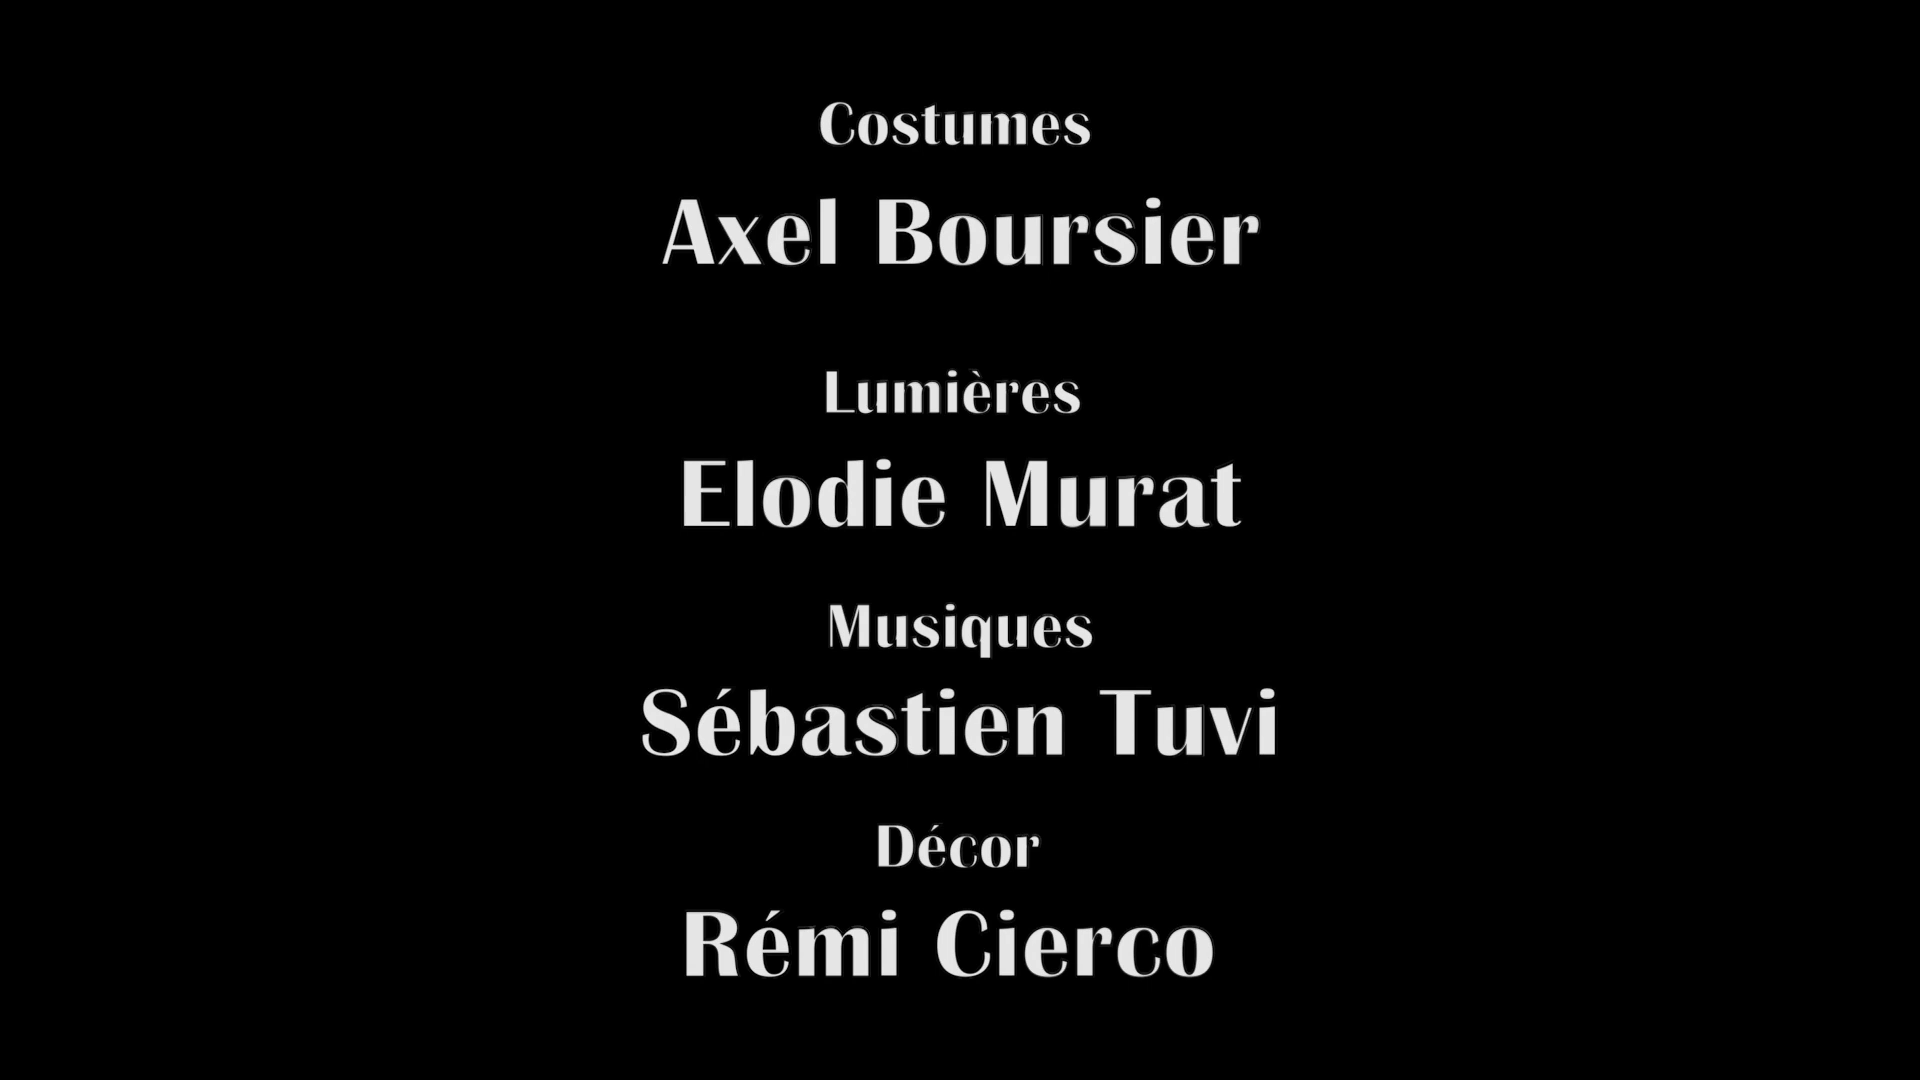 Costumes
Axel Boursier
Lumières
Elodie Murat
Musiques
Sébastien Tuvi
Décor
Rémi Cierco